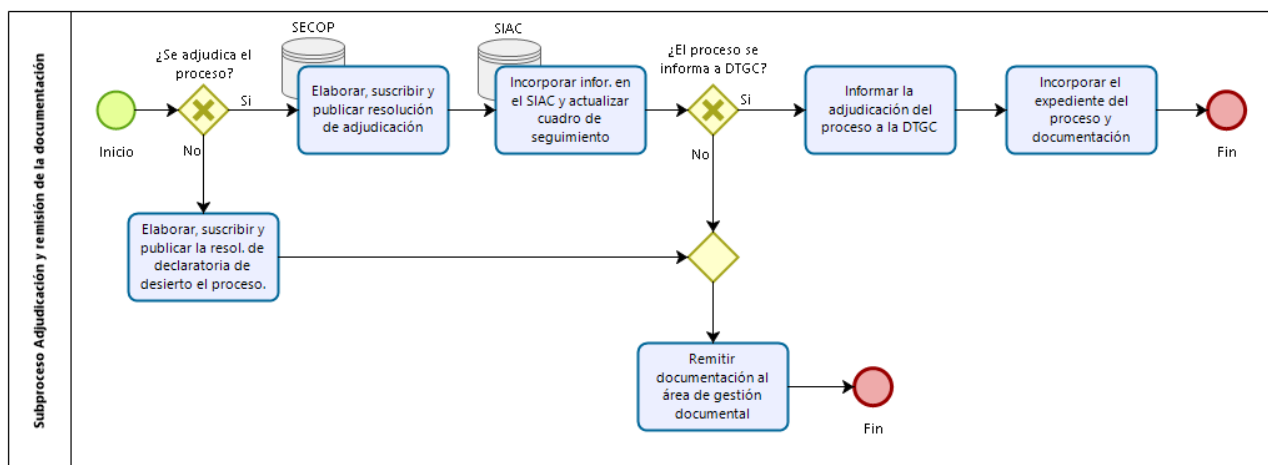 Subproceso Adjudicación y remisión de la documentación
SECOP
SIAC
¿Se adjudica el
proceso?
¿El proceso se
informa a DTGC?
Inicio
Si
Elaborar, suscribir y
publicar resolución
de adjudicación
Incorporar infor. en
el SIAC y actualizar
cuadro de
seguimiento
Si
Informar la
adjudicación del
proceso a la DTGC
Incorporar el
expediente del
proceso y
documentación
Fin
No
No
Elaborar, suscribir y
publicar la resol. de
declaratoria de
desierto el proceso.
Remitir
documentación al
área de gestión
documental
Fin